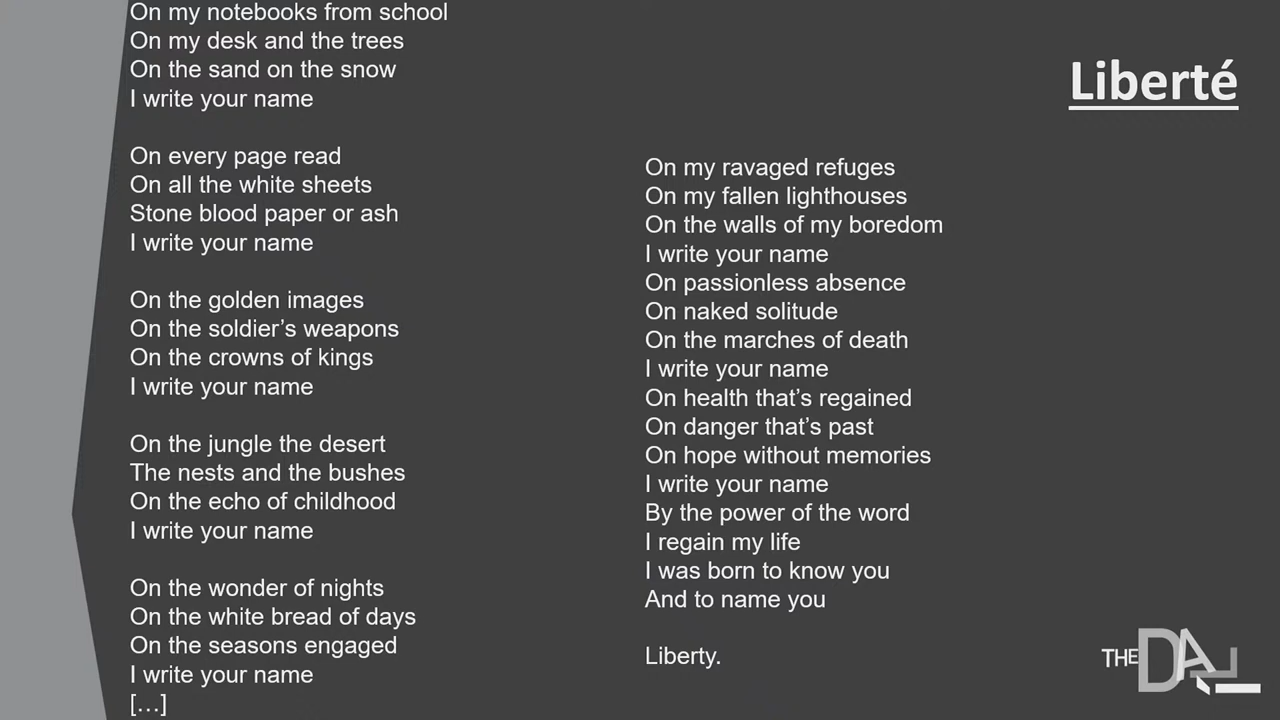 On my notebooks from school
On my desk and the trees
On the sand on the snow
I write your name
On every page read
On all the white sheets
Stone blood paper or ash
I write your name
On the golden images
On the soldier’s weapons
On the crowns of kings
I write your name
On the jungle the desert
The nests and the bushes
On the echo of childhood
I write your name
On the wonder of nights
On the white bread of days
On the seasons engaged
I write your name
[…]
Liberté
On my ravaged refuges
On my fallen lighthouses
On the walls of my boredom
I write your name
On passionless absence
On naked solitude
On the marches of death
I write your name
On health that’s regained
On danger that’s past
On hope without memories
I write your name
By the power of the word
I regain my life
I was born to know you
And to name you
Liberty.
THE DAL